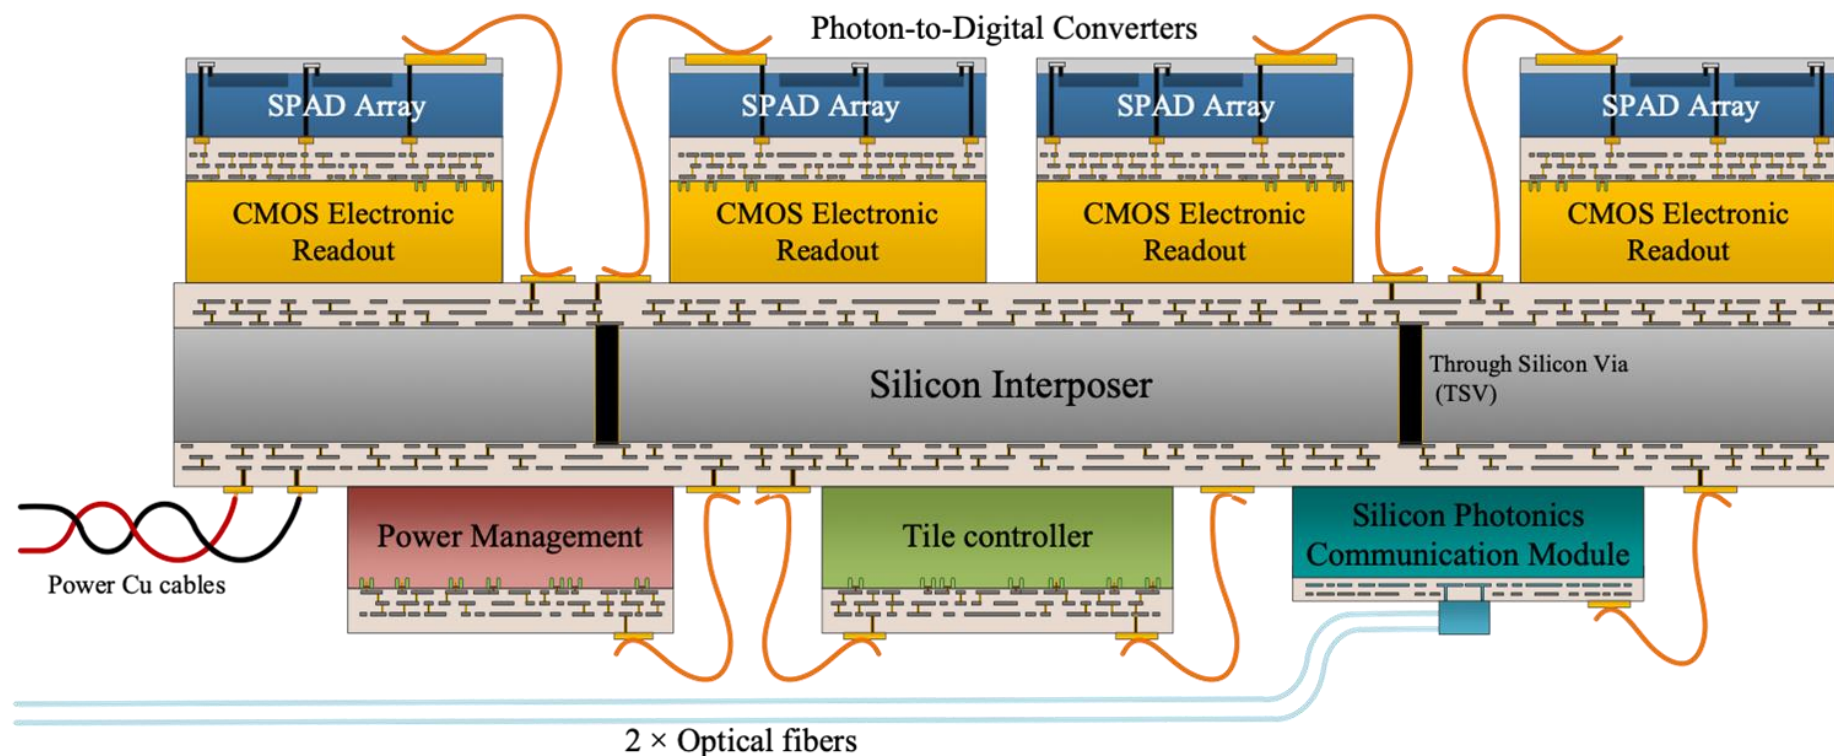 Photon-to-Digital Converters
SPAD Array
SPAD Array
SPAD Array
SPAD Array
CMOS Electronic
Readout
CMOS Electronic
Readout
CMOS Electronic
Readout
CMOS Electronic
Readout
Silicon Interposer
Through Silicon Via
(TSV)
Power Cu cables
Power Management
Tile controller
Silicon Photonics
Communication Module
2 × Optical fibers